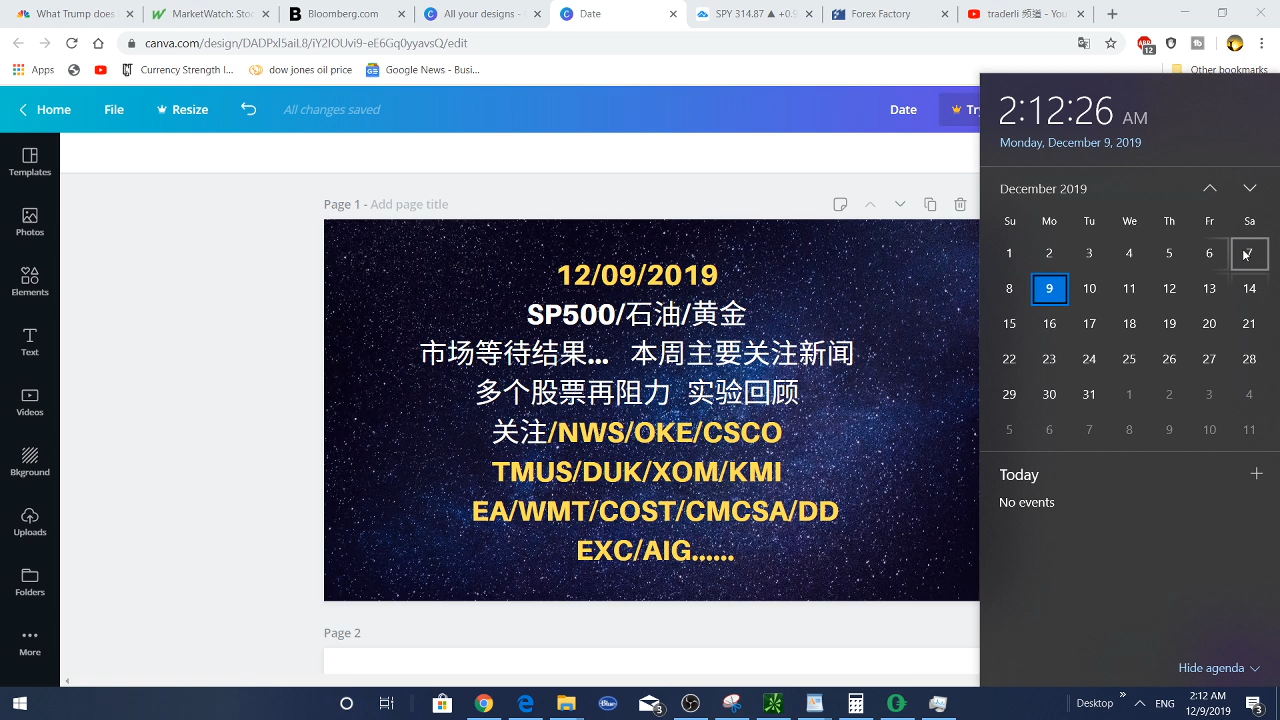 What Trump does
MarketWatch: Stoc
Bloomberg.com
All your designs -
Date
SPY 314.87 ▲ +0.9
Forex Factory
traderli 频道 - You
canva.com/design/DADPxl5aiL8/iY2IOUvi9-eE6Gq0yyavsQ/edit
12
Apps
Currency Strength I...
dow jones oil price
Google News - Bus...
Other bookmarks
Home
File
Resize
All changes saved
Date
Try
Templates
Photos
Elements
Text
Videos
Bkground
Uploads
Folders
More
Page 1 - Add page title
12/09/2019
SP500/石油/黄金
市场等待结果... 本周主要关注新闻
多个股票再阻力 实验回顾
关注/NWS/OKE/CSCO
TMUS/DUK/XOM/KMI
EA/WMT/COST/CMCSA/DD
EXC/AIG......
Page 2
2:12:26 AM
Monday, December 9, 2019
December 2019
Su Mo Tu We Th Fr Sa
1 2 3 4 5 6 7
8 9 10 11 12 13 14
15 16 17 18 19 20 21
22 23 24 25 26 27 28
29 30 31 1 2 3 4
5 6 7 8 9 10 11
Today
No events
Hide agenda
Blue
3
Desktop
ENG
2:12 AM
12/9/2019
3